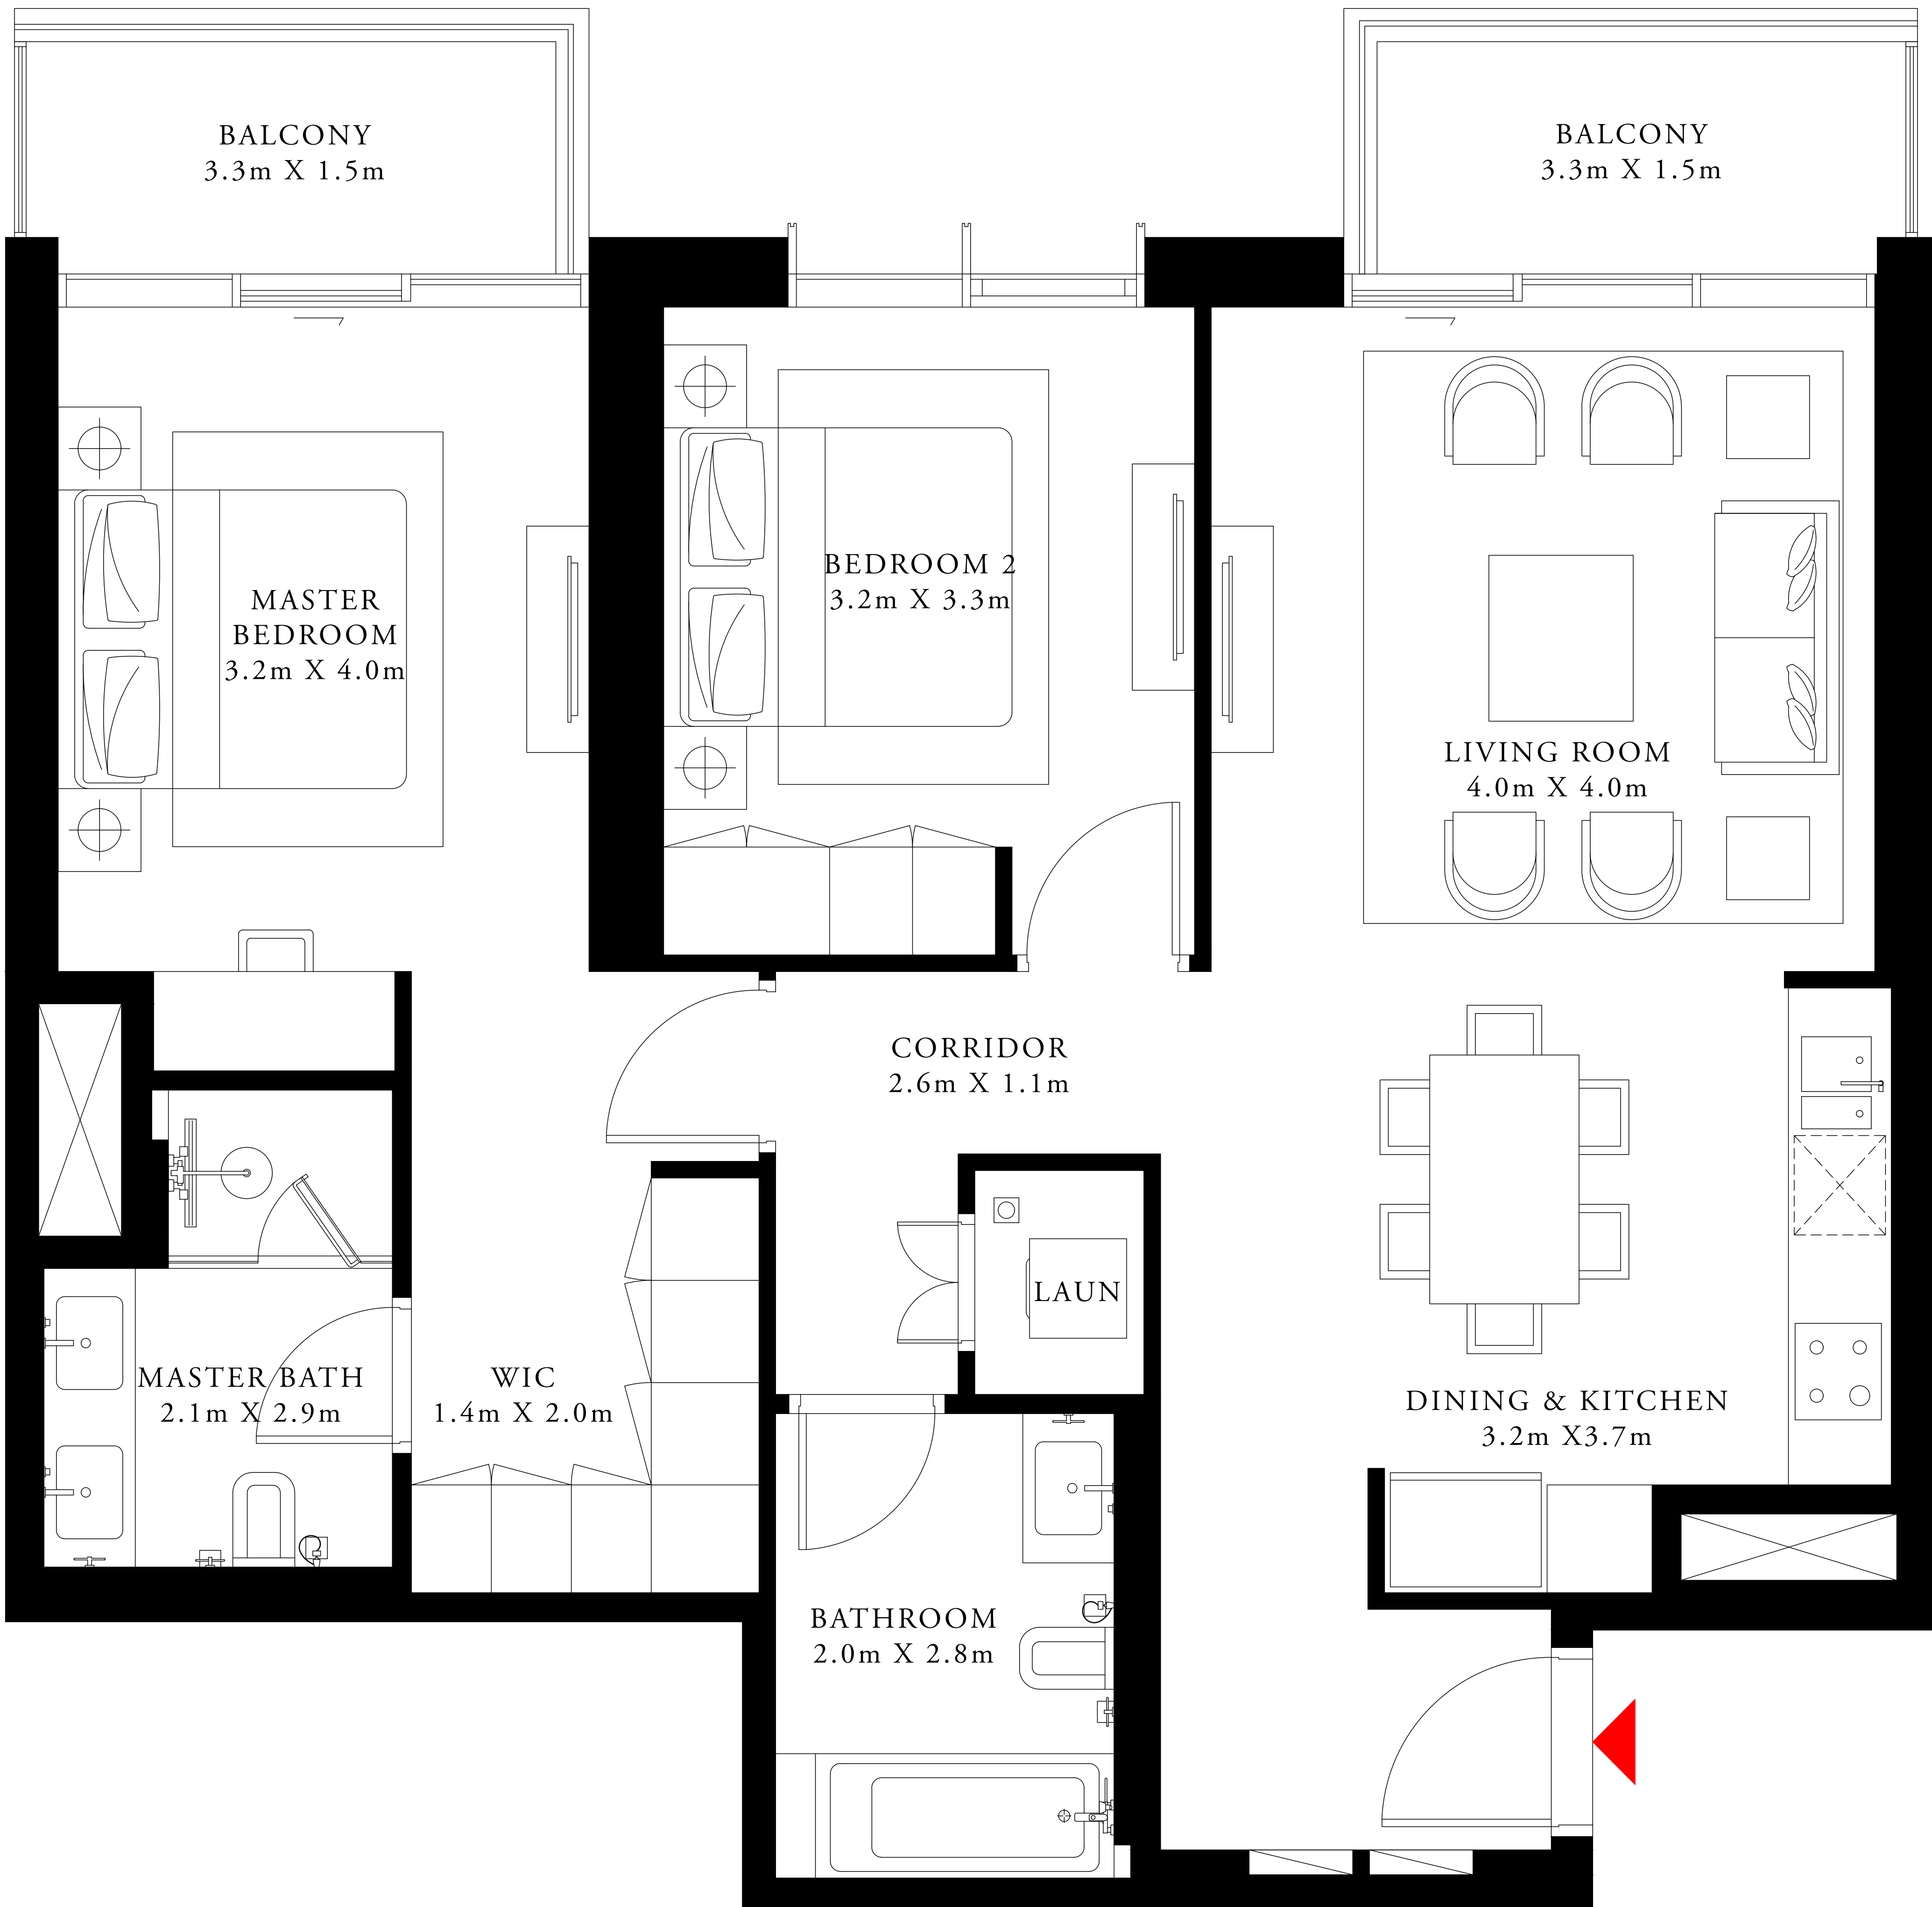 BALCONY
3.3m X 1.5m
BALCONY
3.3m X 1.5m
MASTER
BEDROOM
3.2m X 4.0m
BEDROOM 2
3.2m X 3.3m
LIVING ROOM
4.0m X 4.0m
CORRIDOR
2.6m X 1.1m
LAUN
MASTER BATH
2.1m X 2.9m
WIC
1.4m X 2.0m
DINING & KITCHEN
3.2m X3.7m
BATHROOM
2.0m X 2.8m